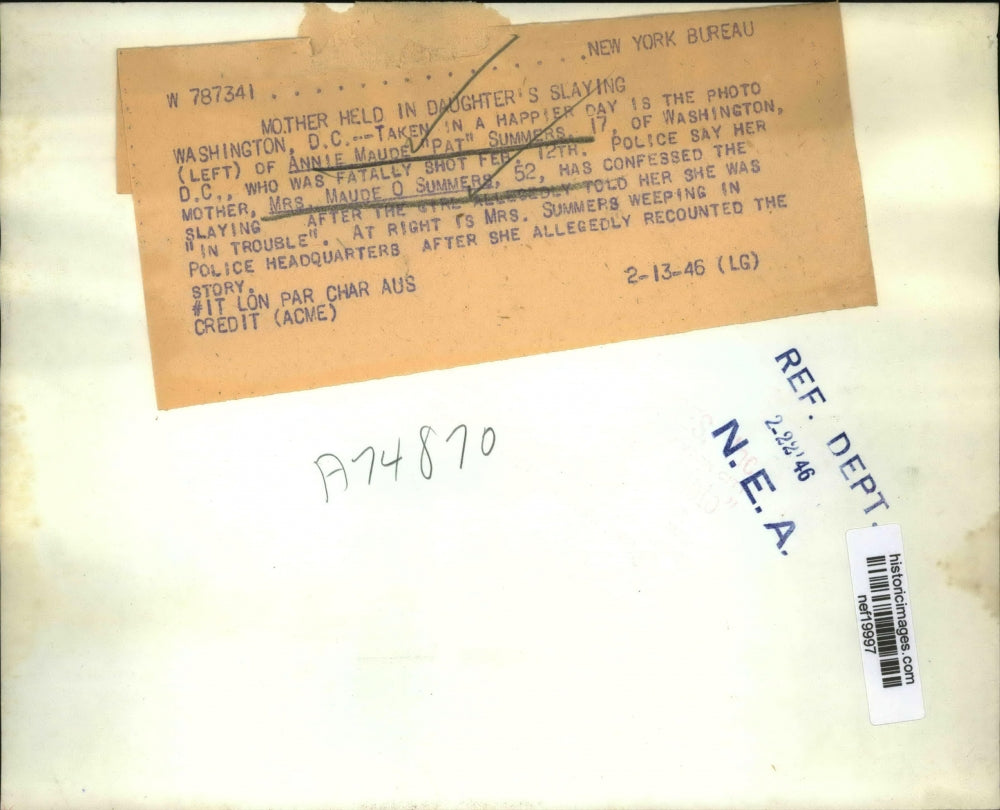 W 787341 . . . . . . . . . . . . . . . .NEW YORK BUREAU
MOTHER HELD IN DAUGHTER'S SLAYING
WASHINGTON, D.C.--TAKEN IN A HAPPIER DAY IS THE PHOTO
(LEFT) OF ANNIE MAUDE "PAT" SUMMERS, 17, OF WASHINGTON,
D.C., WHO WAS FATALLY SHOT FEB. 12TH. POLICE SAY HER
MOTHER, MRS. MAUDE O SUMMERS, 52, HAS CONFESSED THE
SLAYING AFTER THE GIRL ALLEGEDLY TOLD HER SHE WAS
"IN TROUBLE". AT RIGHT IS MRS. SUMMERS WEEPING IN
POLICE HEADQUARTERS AFTER SHE ALLEGEDLY RECOUNTED THE
STORY.
#IT LON PAR CHAR AUS
CREDIT (ACME) 2-13-46 (LG)
A74870
REF. DEPT.
2-22-'46
N.E.A.
historicimages.com
nef19997